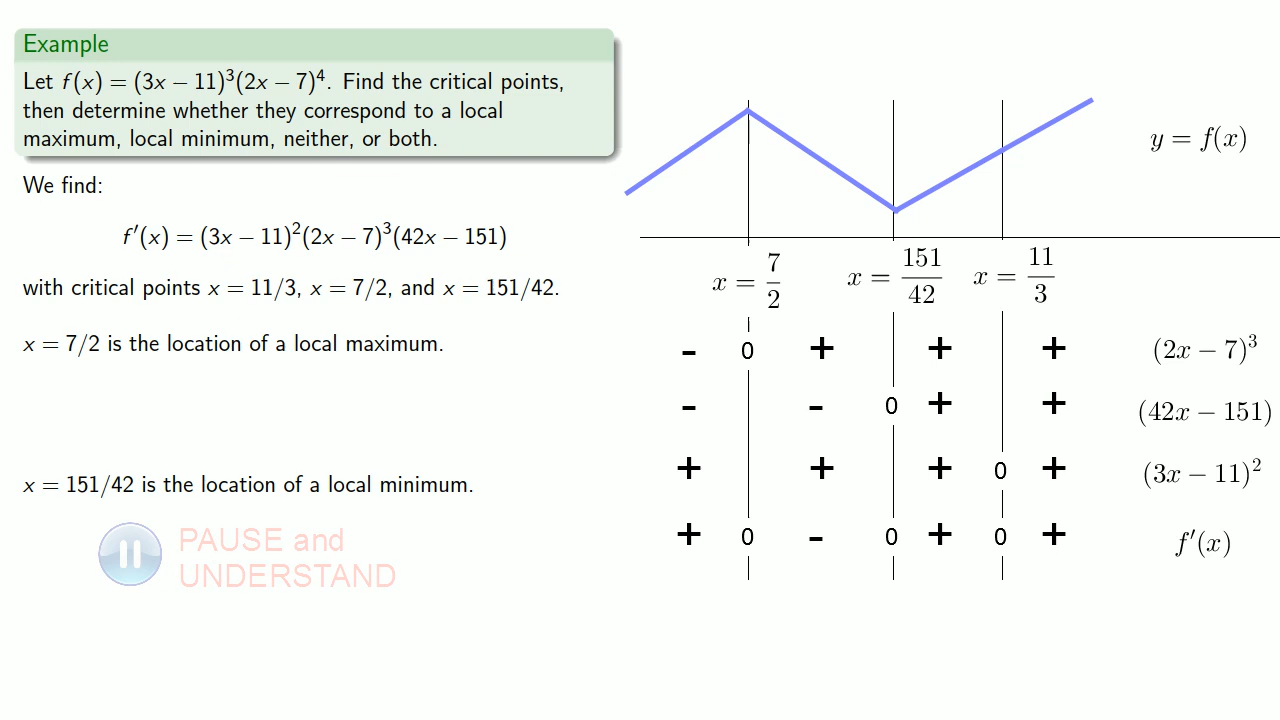 Example
Let f(x) = (3x − 11)³(2x − 7)⁴. Find the critical points,
then determine whether they correspond to a local
maximum, local minimum, neither, or both.
We find:
f′(x) = (3x − 11)²(2x − 7)³(42x − 151)
with critical points x = 11/3, x = 7/2, and x = 151/42.
x = 7/2 is the location of a local maximum.
x = 151/42 is the location of a local minimum.
PAUSE and
UNDERSTAND
y = f(x)
x = 7/2 x = 151/42 x = 11/3
- 0 + + + (2x − 7)³
- - 0 + + (42x − 151)
+ + + 0 + (3x − 11)²
+ 0 - 0 + 0 + f′(x)